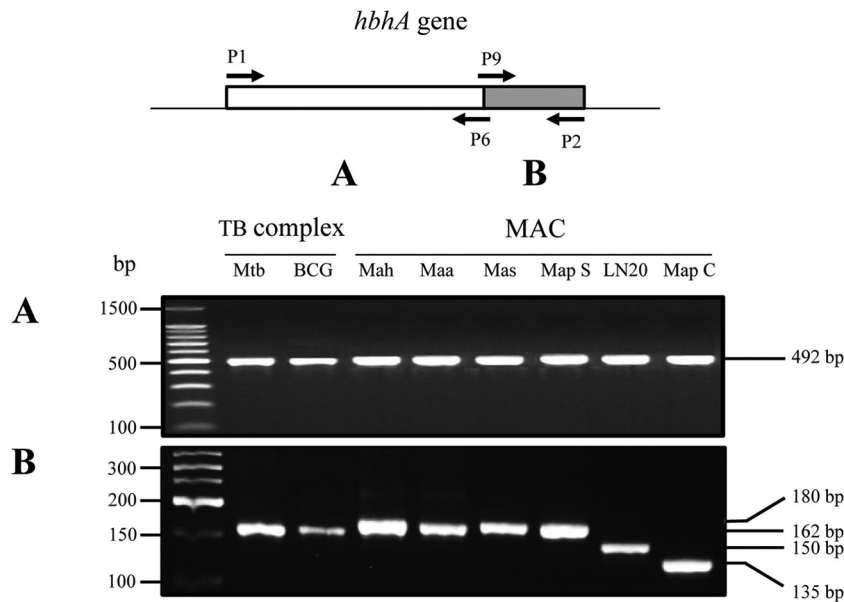 hbhA gene
P1 P9
P6 P2
A B
TB complex MAC
bp Mtb BCG Mah Maa Mas Map S LN20 Map C
A
1500
500
100
492 bp
B
300
200
150
100
180 bp
162 bp
150 bp
135 bp